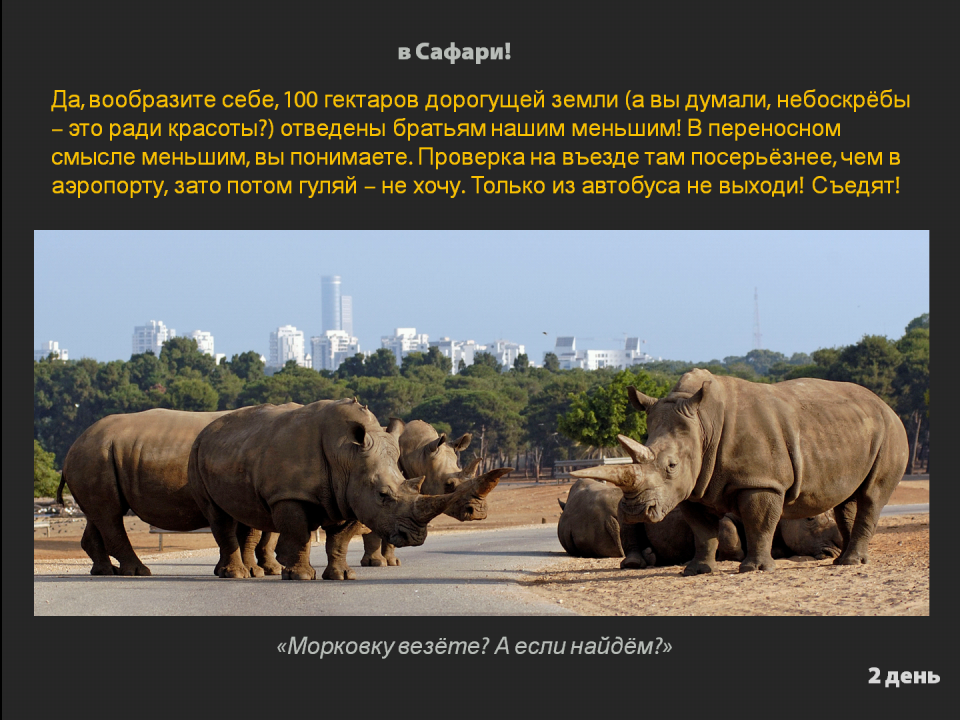 в Сафари!
Да, вообразите себе, 100 гектаров дорогущей земли (а вы думали, небоскрёбы
– это ради красоты?) отведены братьям нашим меньшим! В переносном
смысле меньшим, вы понимаете. Проверка на въезде там посерьёзнее, чем в
аэропорту, зато потом гуляй – не хочу. Только из автобуса не выходи! Съедят!
«Морковку везёте? А если найдём?»
2 день